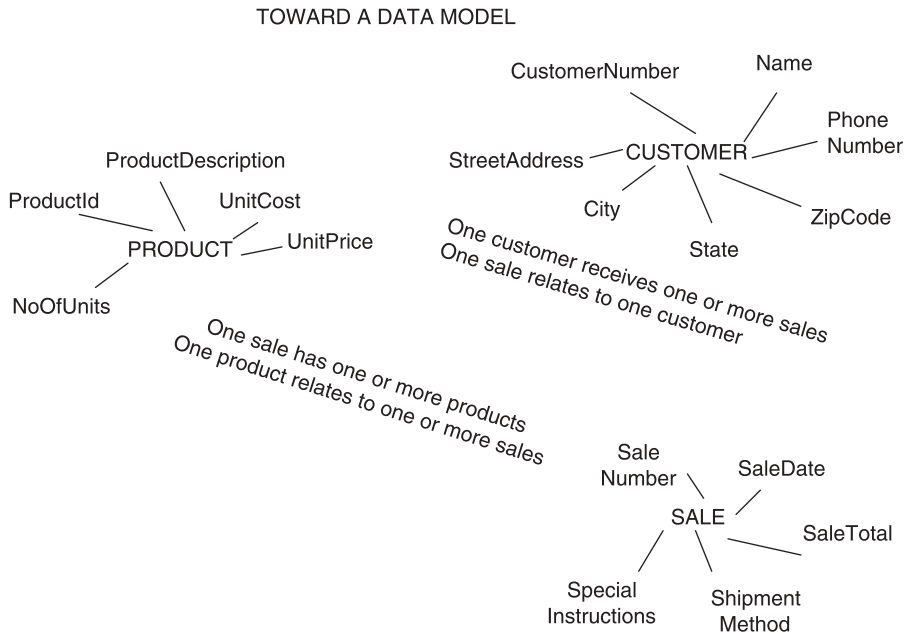 TOWARD A DATA MODEL
CustomerNumber
Name
Phone
Number
StreetAddress
CUSTOMER
City
State
ZipCode
ProductDescription
ProductId
UnitCost
PRODUCT
UnitPrice
NoOfUnits
One customer receives one or more sales
One sale relates to one customer
One sale has one or more products
One product relates to one or more sales
Sale
Number
SaleDate
SALE
SaleTotal
Special
Instructions
Shipment
Method